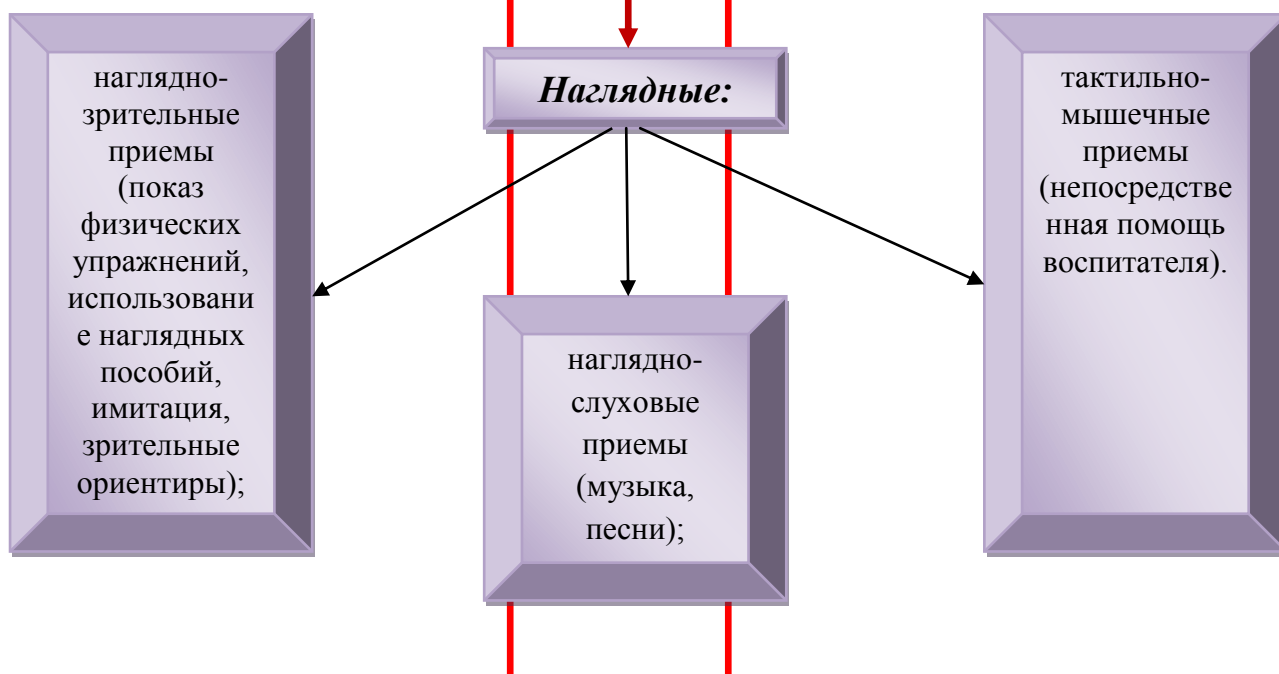 Наглядные:
наглядно-
зрительные
приемы
(показ
физических
упражнений,
использовани
е наглядных
пособий,
имитация,
зрительные
ориентиры);
наглядно-
слуховые
приемы
(музыка,
песни);
тактильно-
мышечные
приемы
(непосредстве
нная помощь
воспитателя).